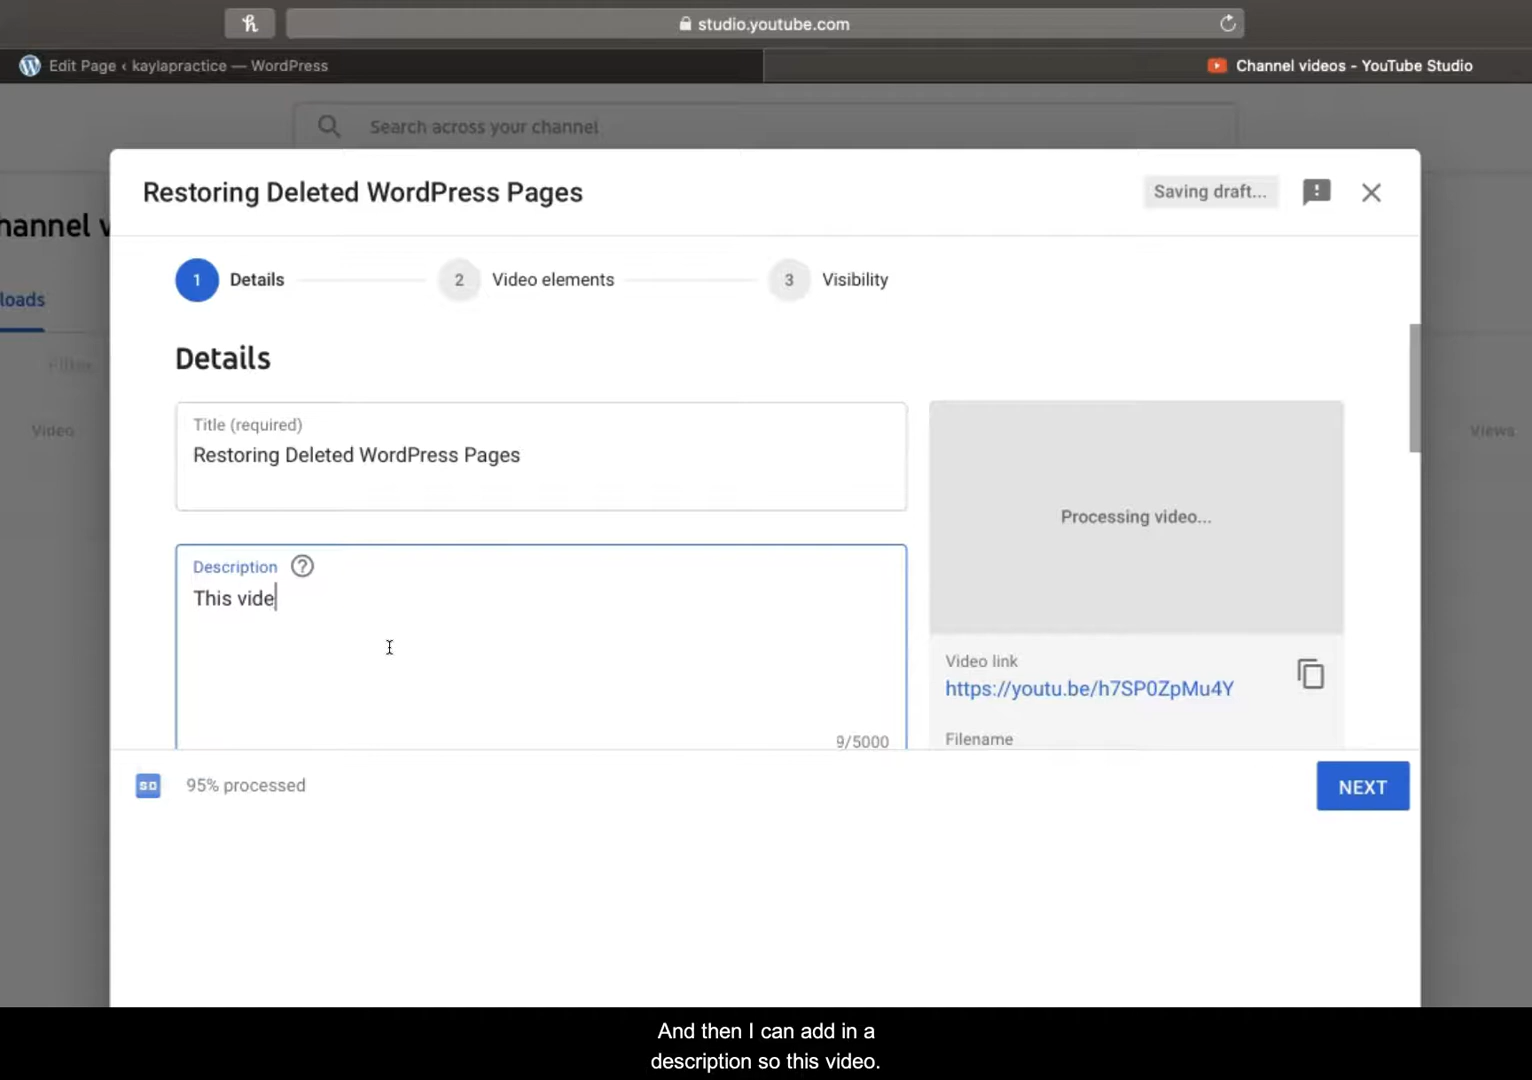 studio.youtube.com
Edit Page ‹ kaylapractice — WordPress
Channel videos - YouTube Studio
Search across your channel
Restoring Deleted WordPress Pages
Saving draft...
hannel v
1 Details
2 Video elements
3 Visibility
loads
Details
Filter
Title (required)
Restoring Deleted WordPress Pages
Video
Views
Processing video...
Description ?
This vide
Video link
https://youtu.be/h7SP0ZpMu4Y
9/5000
Filename
SD 95% processed
NEXT
And then I can add in a
description so this video.